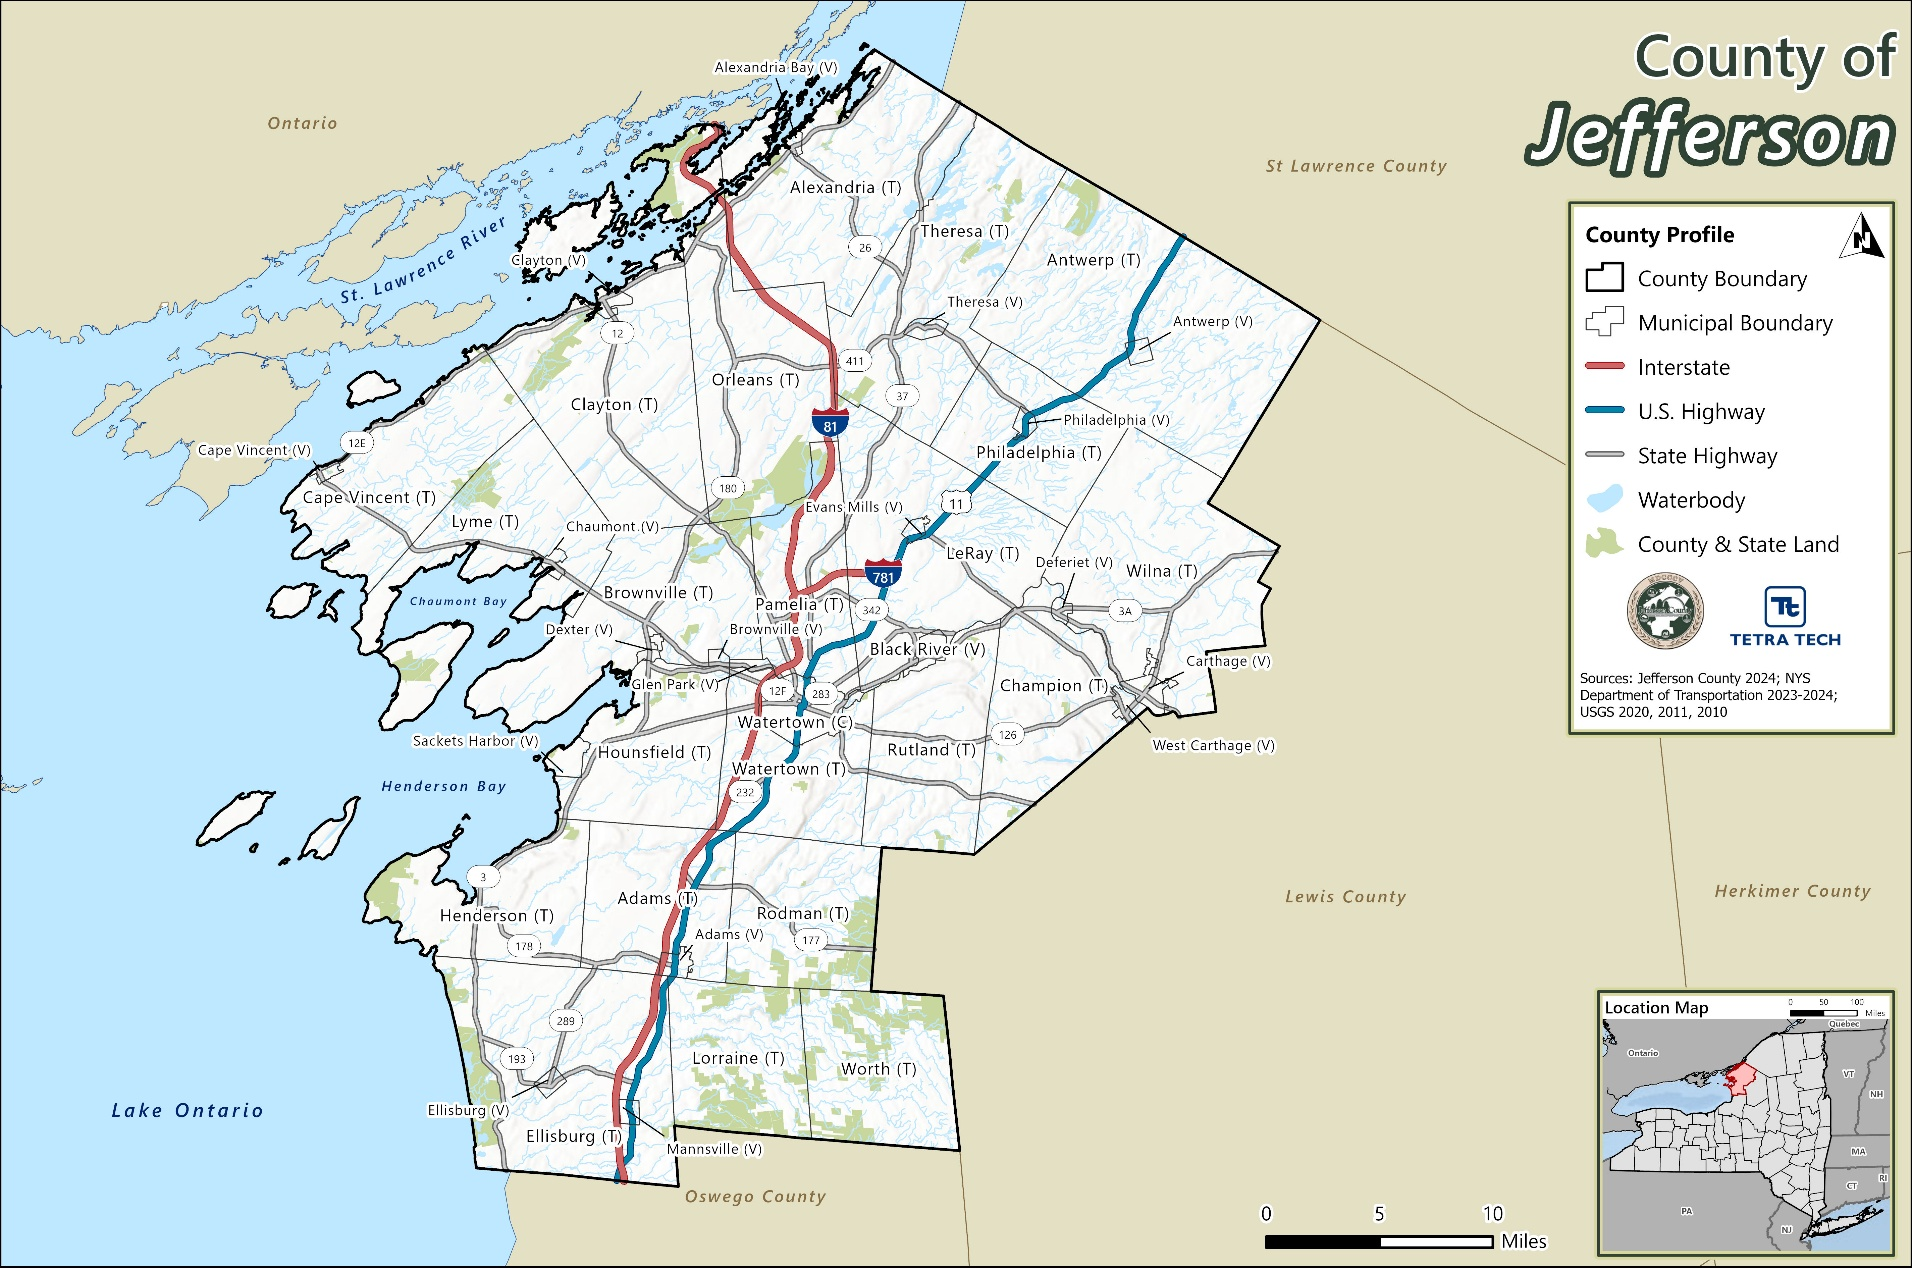 County of
Jefferson
Alexandria Bay (V)
Ontario
St Lawrence County
Alexandria (T)
St. Lawrence River
Theresa (T)
26
Clayton (V)
Antwerp (T)
Theresa (V)
Antwerp (V)
12
411
Orleans (T)
37
Clayton (T)
81
Philadelphia (V)
12E
Cape Vincent (V)
Philadelphia (T)
180
Cape Vincent (T)
11
Evans Mills (V)
Lyme (T)
Chaumont (V)
LeRay (T)
Deferiet (V)
Wilna (T)
781
Brownville (T)
Chaumont Bay
Pamelia (T)
342
3A
Dexter (V)
Brownville (V)
Black River (V)
Carthage (V)
Glen Park (V)
12F
283
Champion (T)
Watertown (C)
126
Sackets Harbor (V)
Hounsfield (T)
Rutland (T)
West Carthage (V)
Watertown (T)
Henderson Bay
232
3
Adams (T)
Lewis County
Herkimer County
Henderson (T)
Rodman (T)
178
Adams (V)
177
289
193
Lorraine (T)
Worth (T)
Lake Ontario
Ellisburg (V)
Ellisburg (T)
Mannsville (V)
Oswego County
0 5 10
Miles
County Profile
N
County Boundary
Municipal Boundary
Interstate
U.S. Highway
State Highway
Waterbody
County & State Land
Tt
TETRA TECH
Sources: Jefferson County 2024; NYS
Department of Transportation 2023-2024;
USGS 2020, 2011, 2010
Location Map
0 50 100
Miles
Quebec
Ontario
VT
NH
MA
CT
RI
PA
NJ